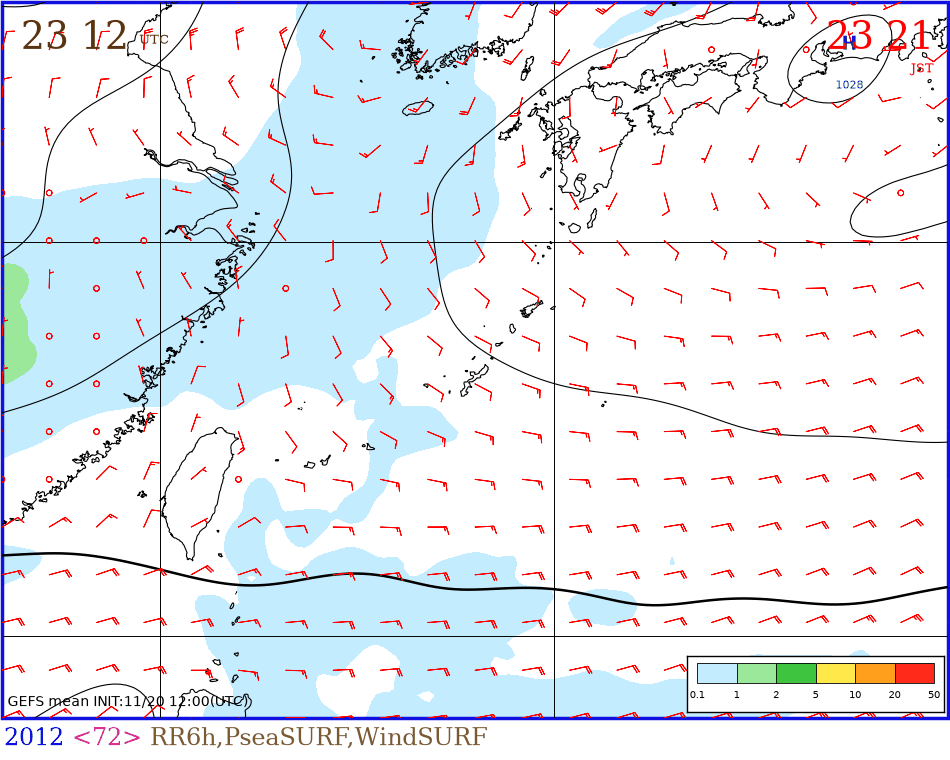 23 12 UTC
23 21 JST
H
1028
0.1 1 2 5 10 20 50
GEFS mean INIT:11/20 12:00(UTC)
2012 <72> RR6h,PseaSURF,WindSURF